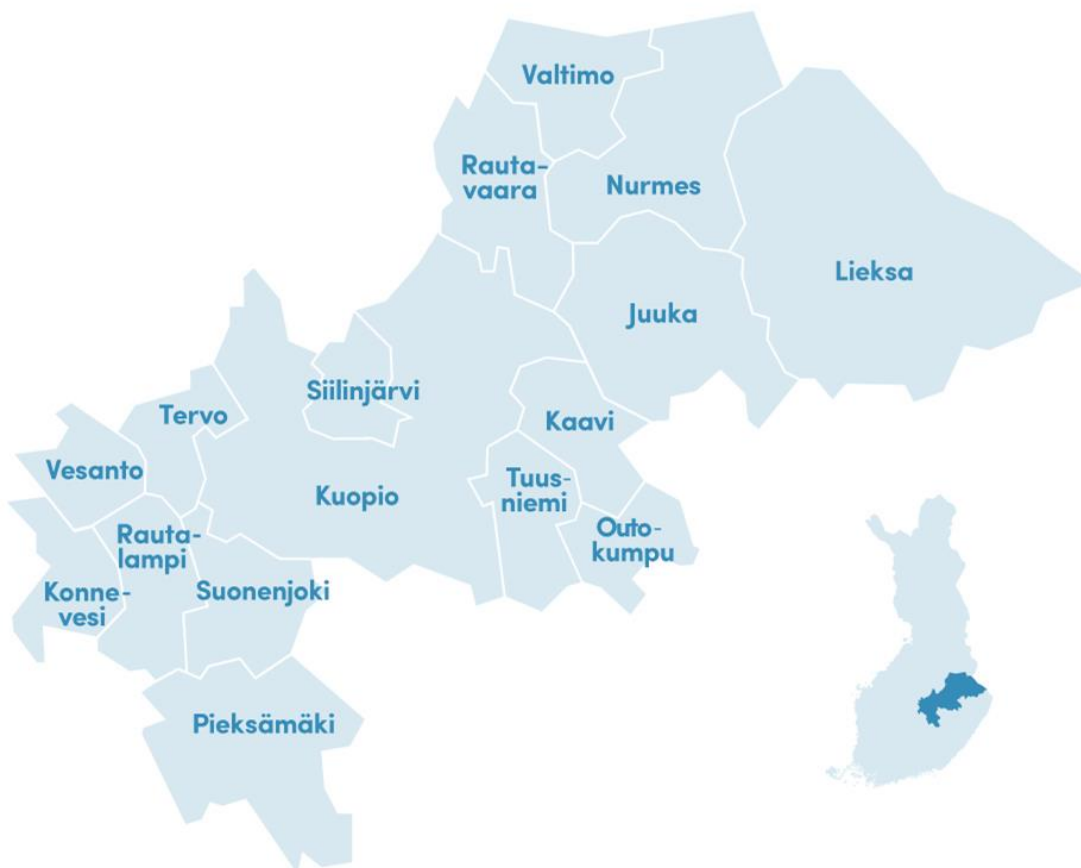 Valtimo
Rauta-
vaara
Nurmes
Lieksa
Juuka
Siilinjärvi
Tervo
Kaavi
Vesanto
Kuopio
Tuus-
niemi
Rauta-
lampi
Outo-
kumpu
Konne-
vesi
Suonenjoki
Pieksämäki